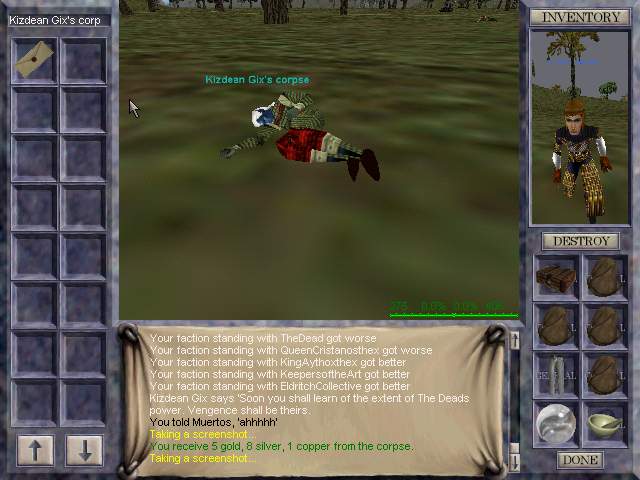 Kizdean Gix's corp
INVENTORY
Kizdean Gix's corpse
DESTROY
Your faction standing with TheDead got worse
Your faction standing with QueenCristanosthex got worse
Your faction standing with KingAythoxthex got better
Your faction standing with KeepersoftheArt got better
Your faction standing with EldritchCollective got better
Kizdean Gix says 'Soon you shall learn of the extent of The Deads
power. Vengence shall be theirs.
You told Muertos, 'ahhhhh'
Taking a screenshot...
You receive 5 gold, 8 silver, 1 copper from the corpse.
Taking a screenshot...
DONE